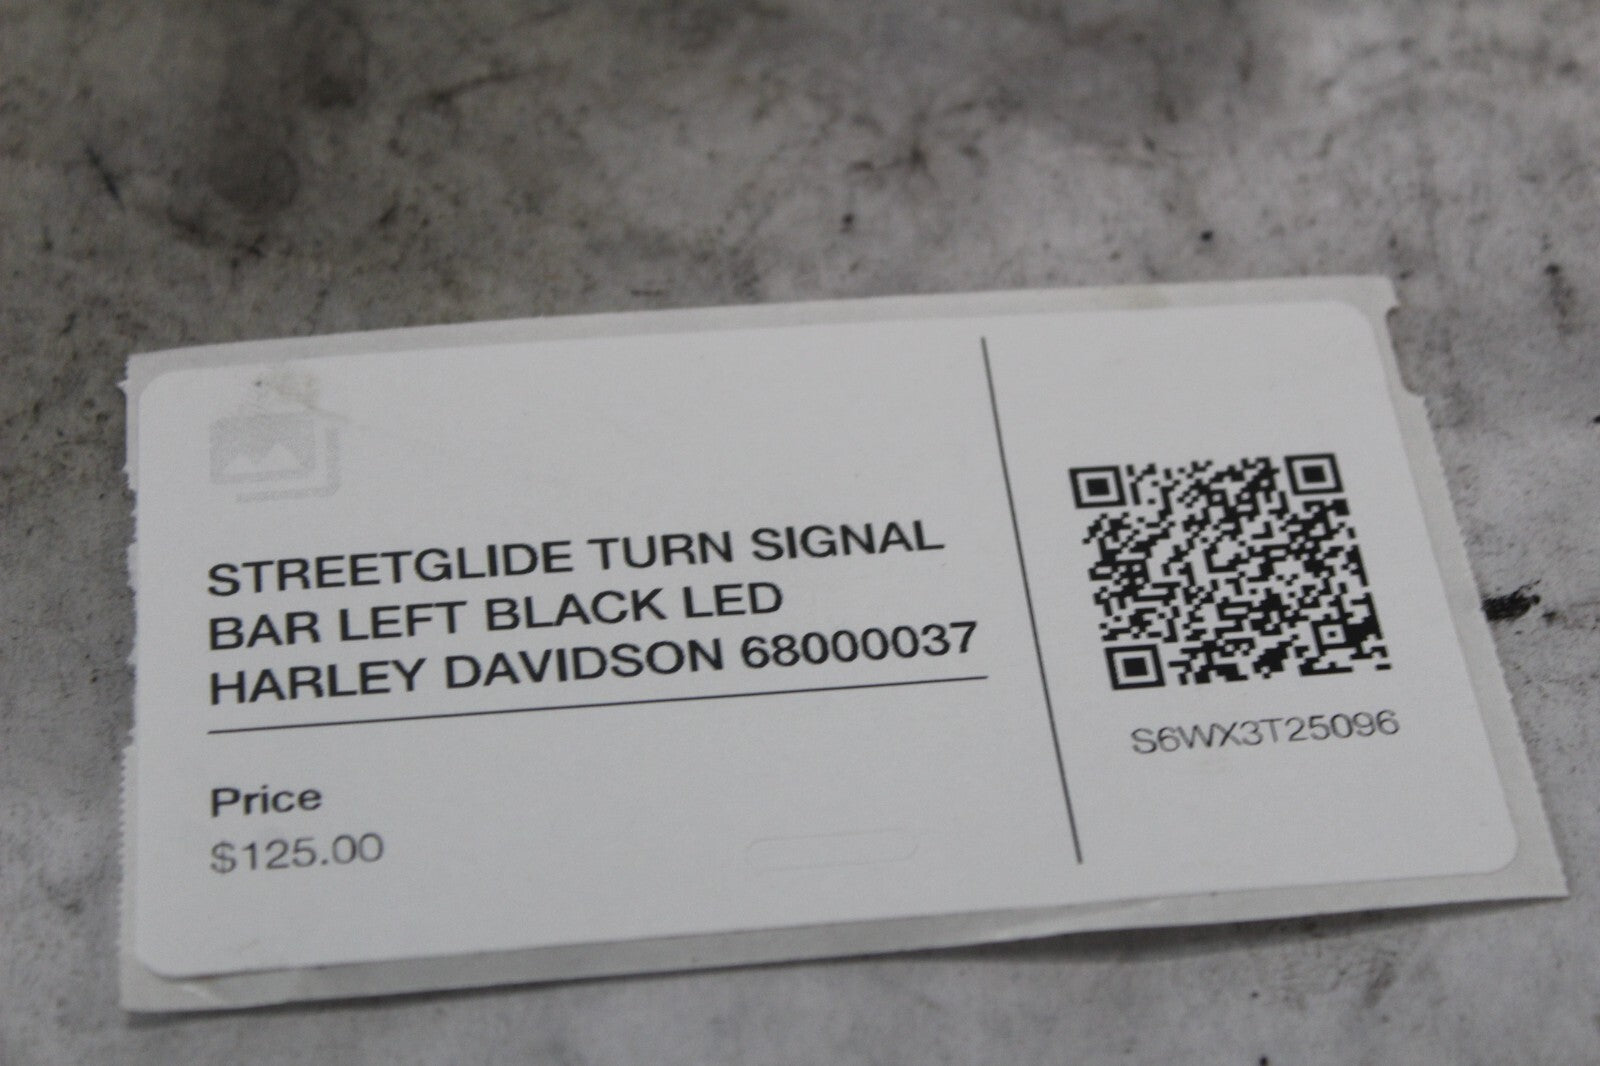 STREETGLIDE TURN SIGNAL
BAR LEFT BLACK LED
HARLEY DAVIDSON 68000037
Price
$125.00
S6WX3T25096